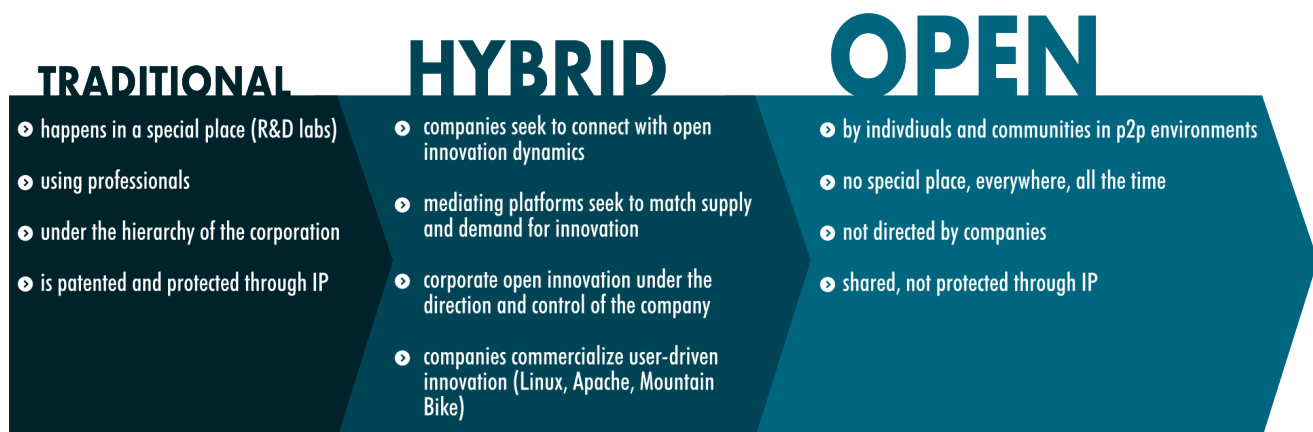 TRADITIONAL
happens in a special place (R&D labs)
using professionals
under the hierarchy of the corporation
is patented and protected through IP
HYBRID
companies seek to connect with open
innovation dynamics
mediating platforms seek to match supply
and demand for innovation
corporate open innovation under the
direction and control of the company
companies commercialize user-driven
innovation (Linux, Apache, Mountain
Bike)
OPEN
by indivdiuals and communities in p2p environments
no special place, everywhere, all the time
not directed by companies
shared, not protected through IP